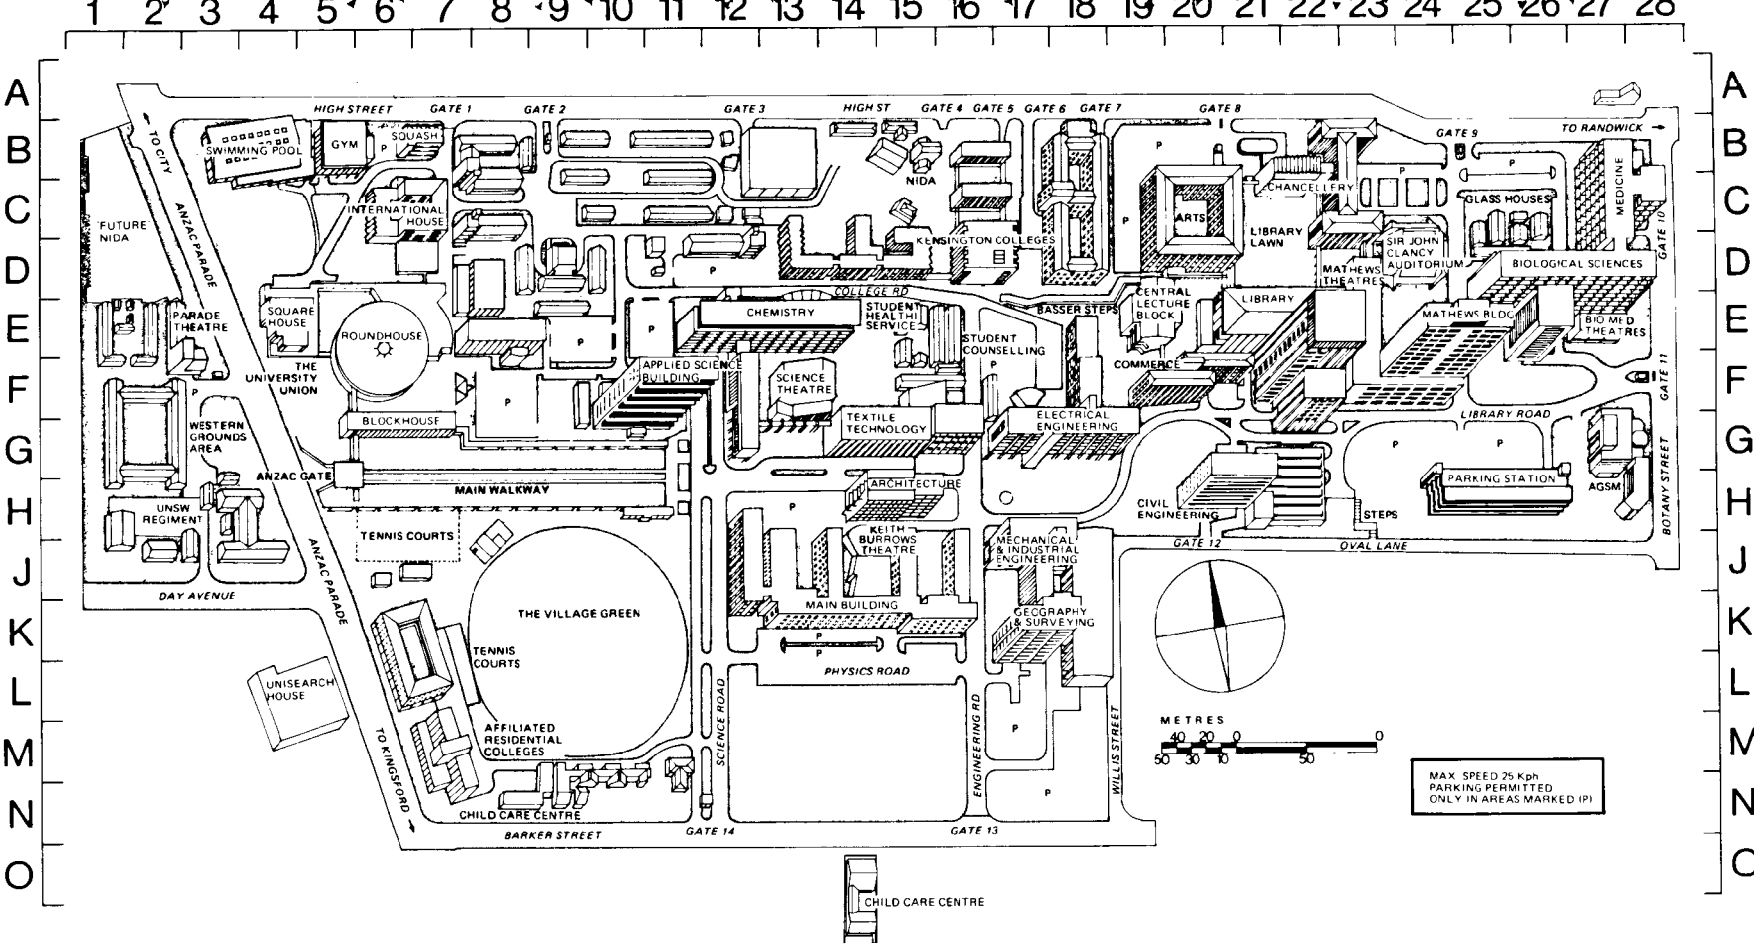 1 2 3 4 5 6 7 8 9 10 11 12 13 14 15 16 17 18 19 20 21 22 23 24 25 26 27 28
A A
HIGH STREET GATE 1 GATE 2 GATE 3 HIGH ST GATE 4 GATE 5 GATE 6 GATE 7 GATE 8
GATE 9 TO RANDWICK
B B
TO CITY
SWIMMING POOL
GYM
P
SQUASH
NIDA
P
CHANCELLERY
P
P
MEDICINE
C C
FUTURE
NIDA
ANZAC PARADE
INTERNATIONAL
HOUSE
KENSINGTON COLLEGES
P
ARTS
LIBRARY
LAWN
GLASS HOUSES
GATE 10
SIR JOHN
CLANCY
AUDITORIUM
D D
P
MATHEWS
THEATRES
BIOLOGICAL SCIENCES
COLLEGE RD
E E
PARADE
THEATRE
SQUARE
HOUSE
ROUNDHOUSE
P
P
CHEMISTRY
STUDENT
HEALTH
SERVICE
BASSER STEPS
CENTRAL
LECTURE
BLOCK
LIBRARY
MATHEWS BLDG
BIO MED
THEATRES
STUDENT
COUNSELLING
F F
THE
UNIVERSITY
UNION
P
P
APPLIED SCIENCE
BUILDING
SCIENCE
THEATRE
P
COMMERCE
GATE 11
G G
WESTERN
GROUNDS
AREA
BLOCKHOUSE
TEXTILE
TECHNOLOGY
ELECTRICAL
ENGINEERING
LIBRARY ROAD
P
P
BOTANY STREET
ANZAC GATE
MAIN WALKWAY
ARCHITECTURE
PARKING STATION
AGSM
H H
UNSW
REGIMENT
TENNIS COURTS
P
KEITH
BURROWS
THEATRE
CIVIL
ENGINEERING
STEPS
MECHANICAL
& INDUSTRIAL
ENGINEERING
GATE 12
OVAL LANE
J J
DAY AVENUE
ANZAC PARADE
THE VILLAGE GREEN
MAIN BUILDING
GEOGRAPHY
& SURVEYING
K K
TENNIS
COURTS
P
P
PHYSICS ROAD
L L
UNISEARCH
HOUSE
SCIENCE ROAD
ENGINEERING RD
WILLIS STREET
M M
TO KINGSFORD
AFFILIATED
RESIDENTIAL
COLLEGES
P
METRES
40 20 0 0
50 30 10 50
MAX SPEED 25 Kph
PARKING PERMITTED
ONLY IN AREAS MARKED (P)
N N
P
CHILD CARE CENTRE
BARKER STREET
GATE 14
GATE 13
O O
CHILD CARE CENTRE